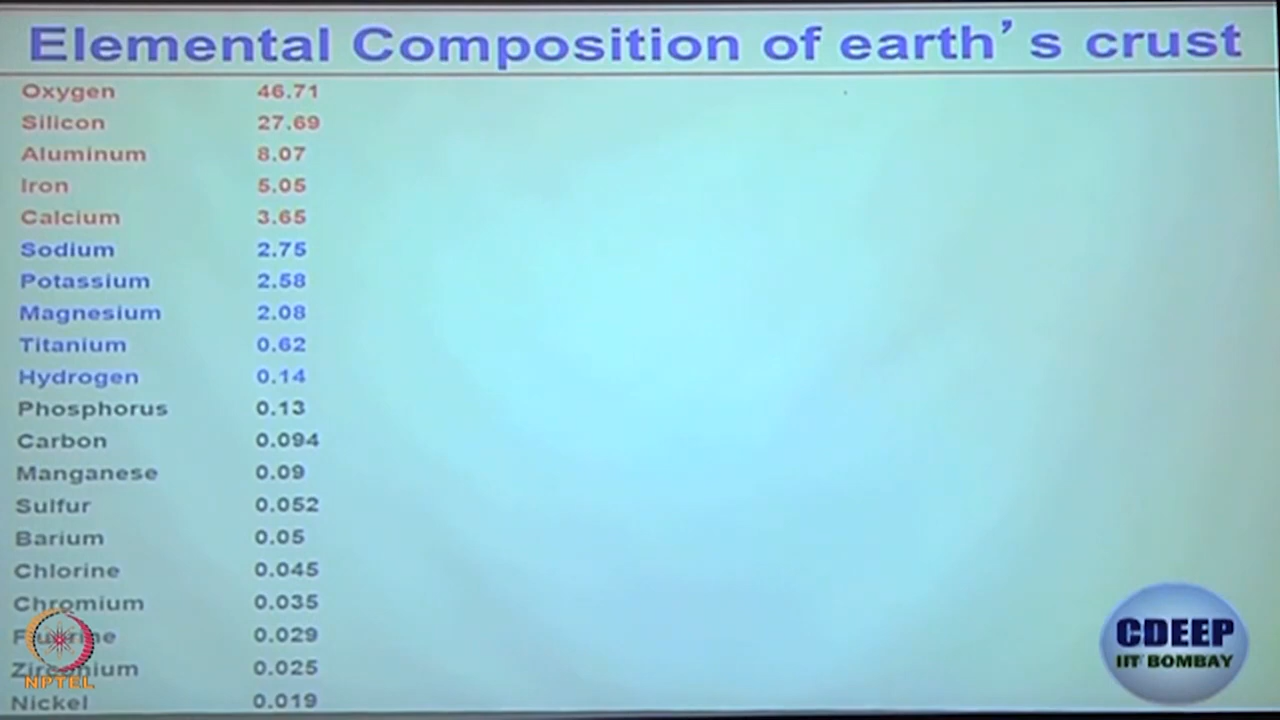 Elemental Composition of earth's crust
Oxygen 46.71
Silicon 27.69
Aluminum 8.07
Iron 5.05
Calcium 3.65
Sodium 2.75
Potassium 2.58
Magnesium 2.08
Titanium 0.62
Hydrogen 0.14
Phosphorus 0.13
Carbon 0.094
Manganese 0.09
Sulfur 0.052
Barium 0.05
Chlorine 0.045
Chromium 0.035
Fluorine 0.029
Zirconium 0.025
Nickel 0.019
NPTEL
CDEEP
IIT BOMBAY